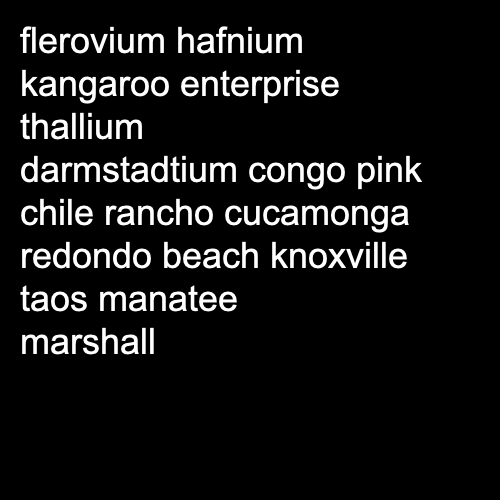 flerovium hafnium
kangaroo enterprise
thallium
darmstadtium congo pink
chile rancho cucamonga
redondo beach knoxville
taos manatee
marshall